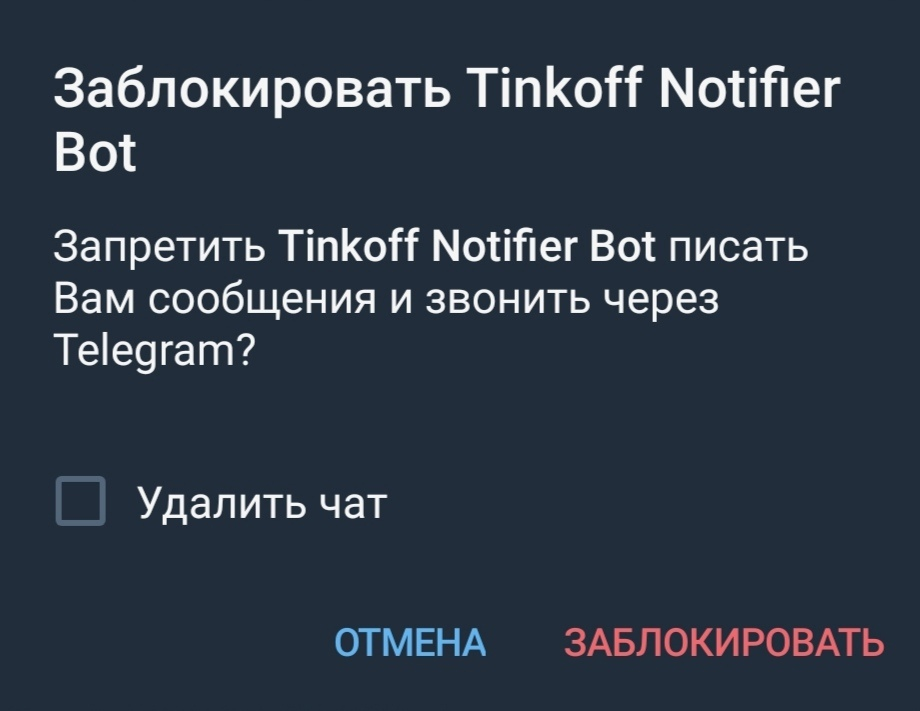 Заблокировать Tinkoff Notifier
Bot
Запретить Tinkoff Notifier Bot писать
Вам сообщения и звонить через
Telegram?
Удалить чат
ОТМЕНА ЗАБЛОКИРОВАТЬ